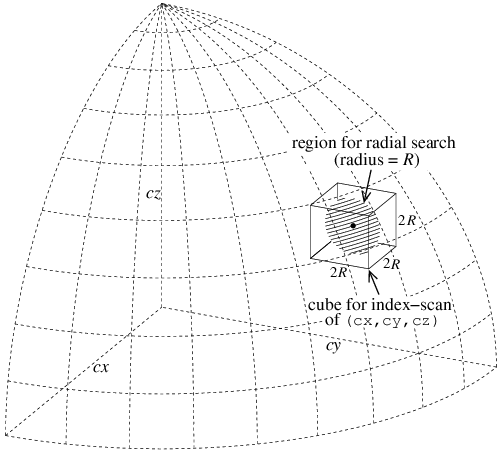 region for radial search
(radius = R)
cz
2R
2R
2R
cube for index–scan
of (cx,cy,cz)
cy
cx